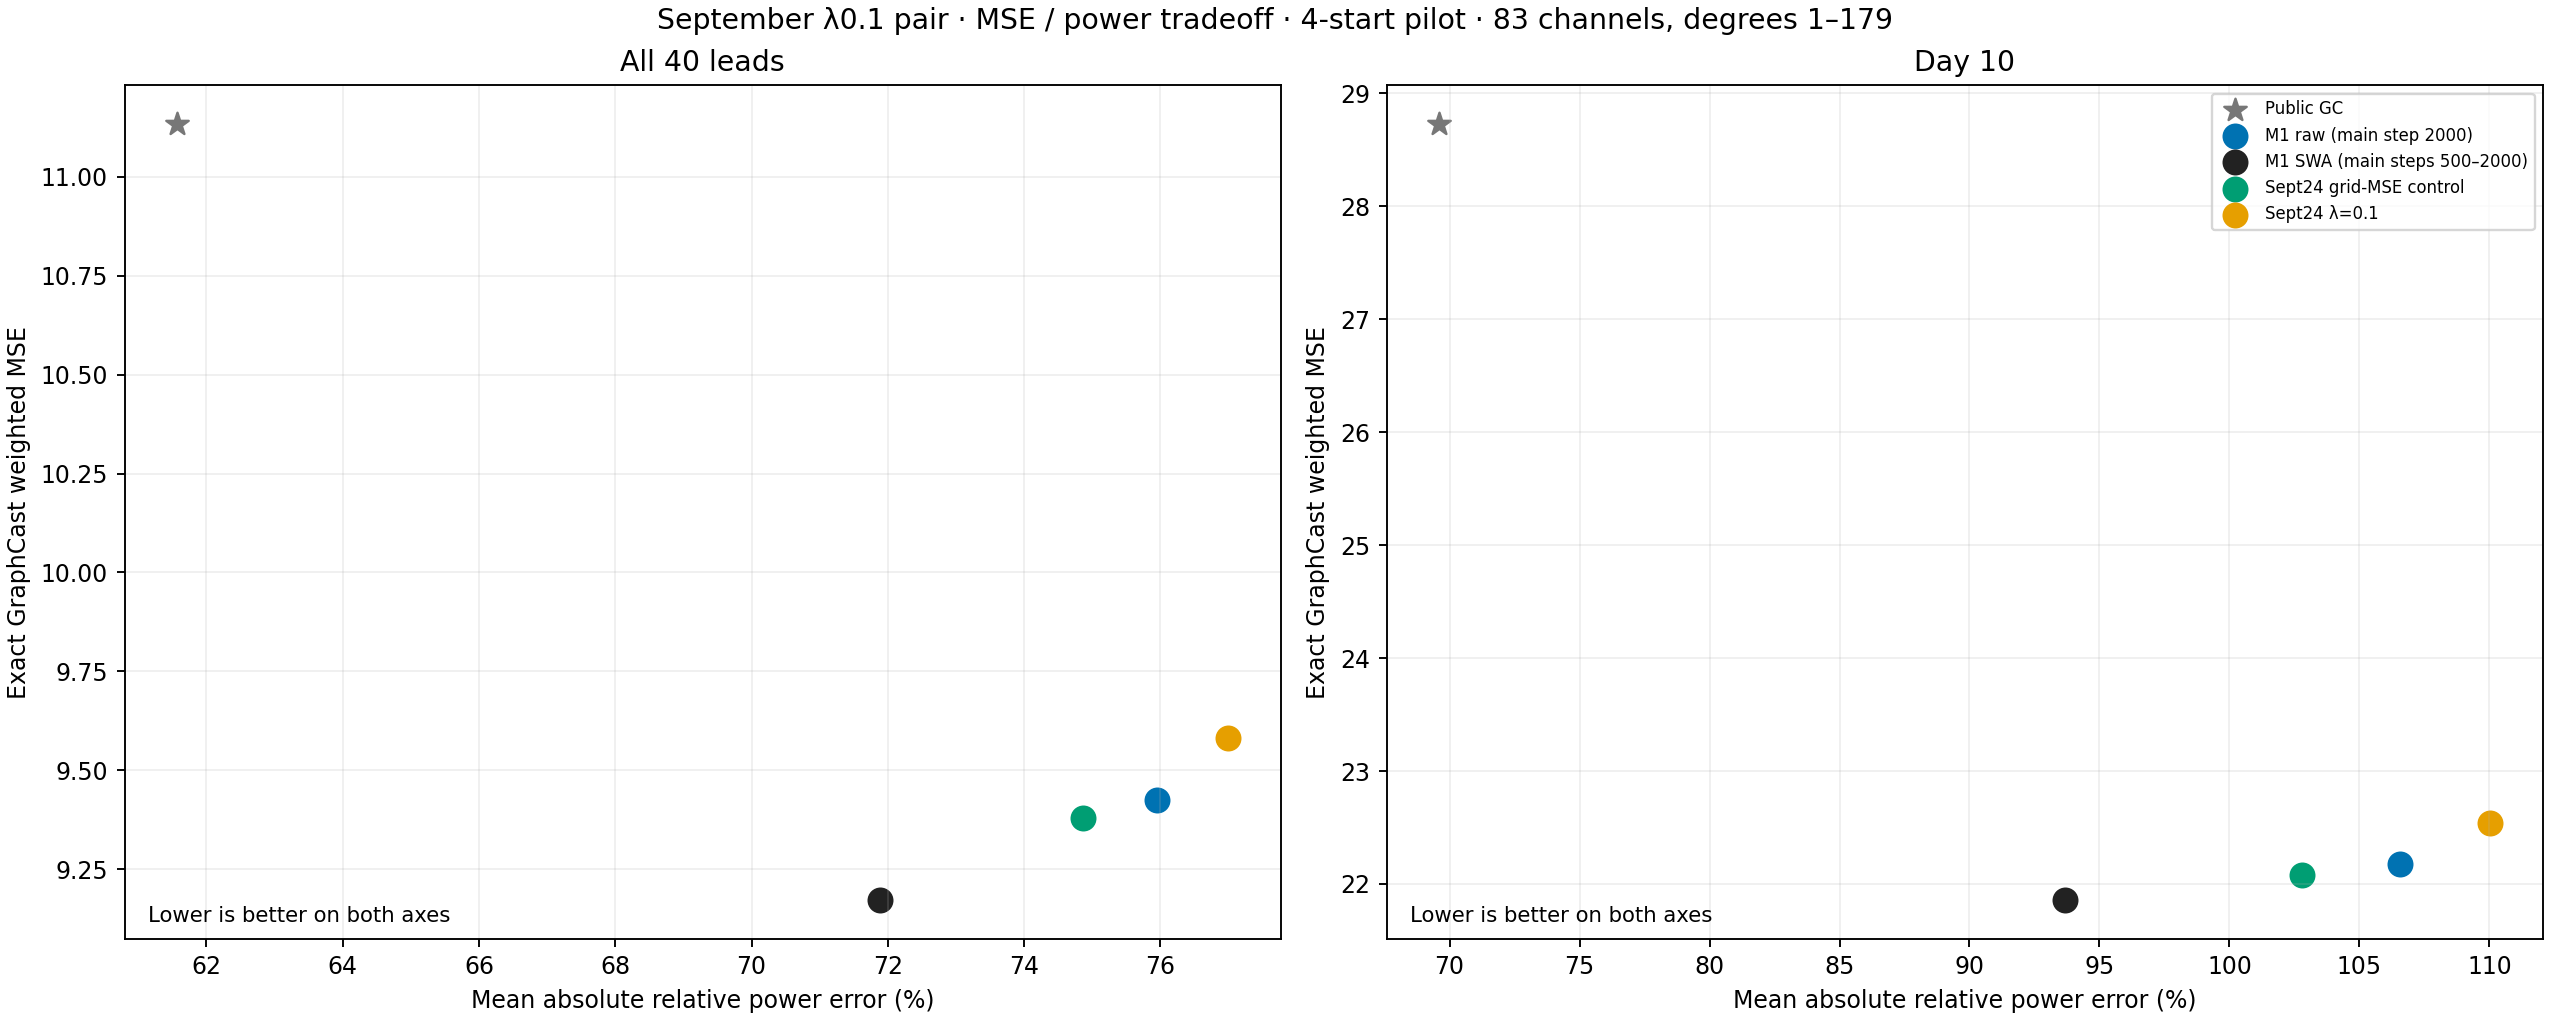 September λ0.1 pair · MSE / power tradeoff · 4-start pilot · 83 channels, degrees 1–179
All 40 leads
Exact GraphCast weighted MSE
11.00
10.75
10.50
10.25
10.00
9.75
9.50
9.25
Lower is better on both axes
62 64 66 68 70 72 74 76
Mean absolute relative power error (%)
Day 10
Exact GraphCast weighted MSE
29
28
27
26
25
24
23
22
Public GC
M1 raw (main step 2000)
M1 SWA (main steps 500–2000)
Sept24 grid-MSE control
Sept24 λ=0.1
Lower is better on both axes
70 75 80 85 90 95 100 105 110
Mean absolute relative power error (%)